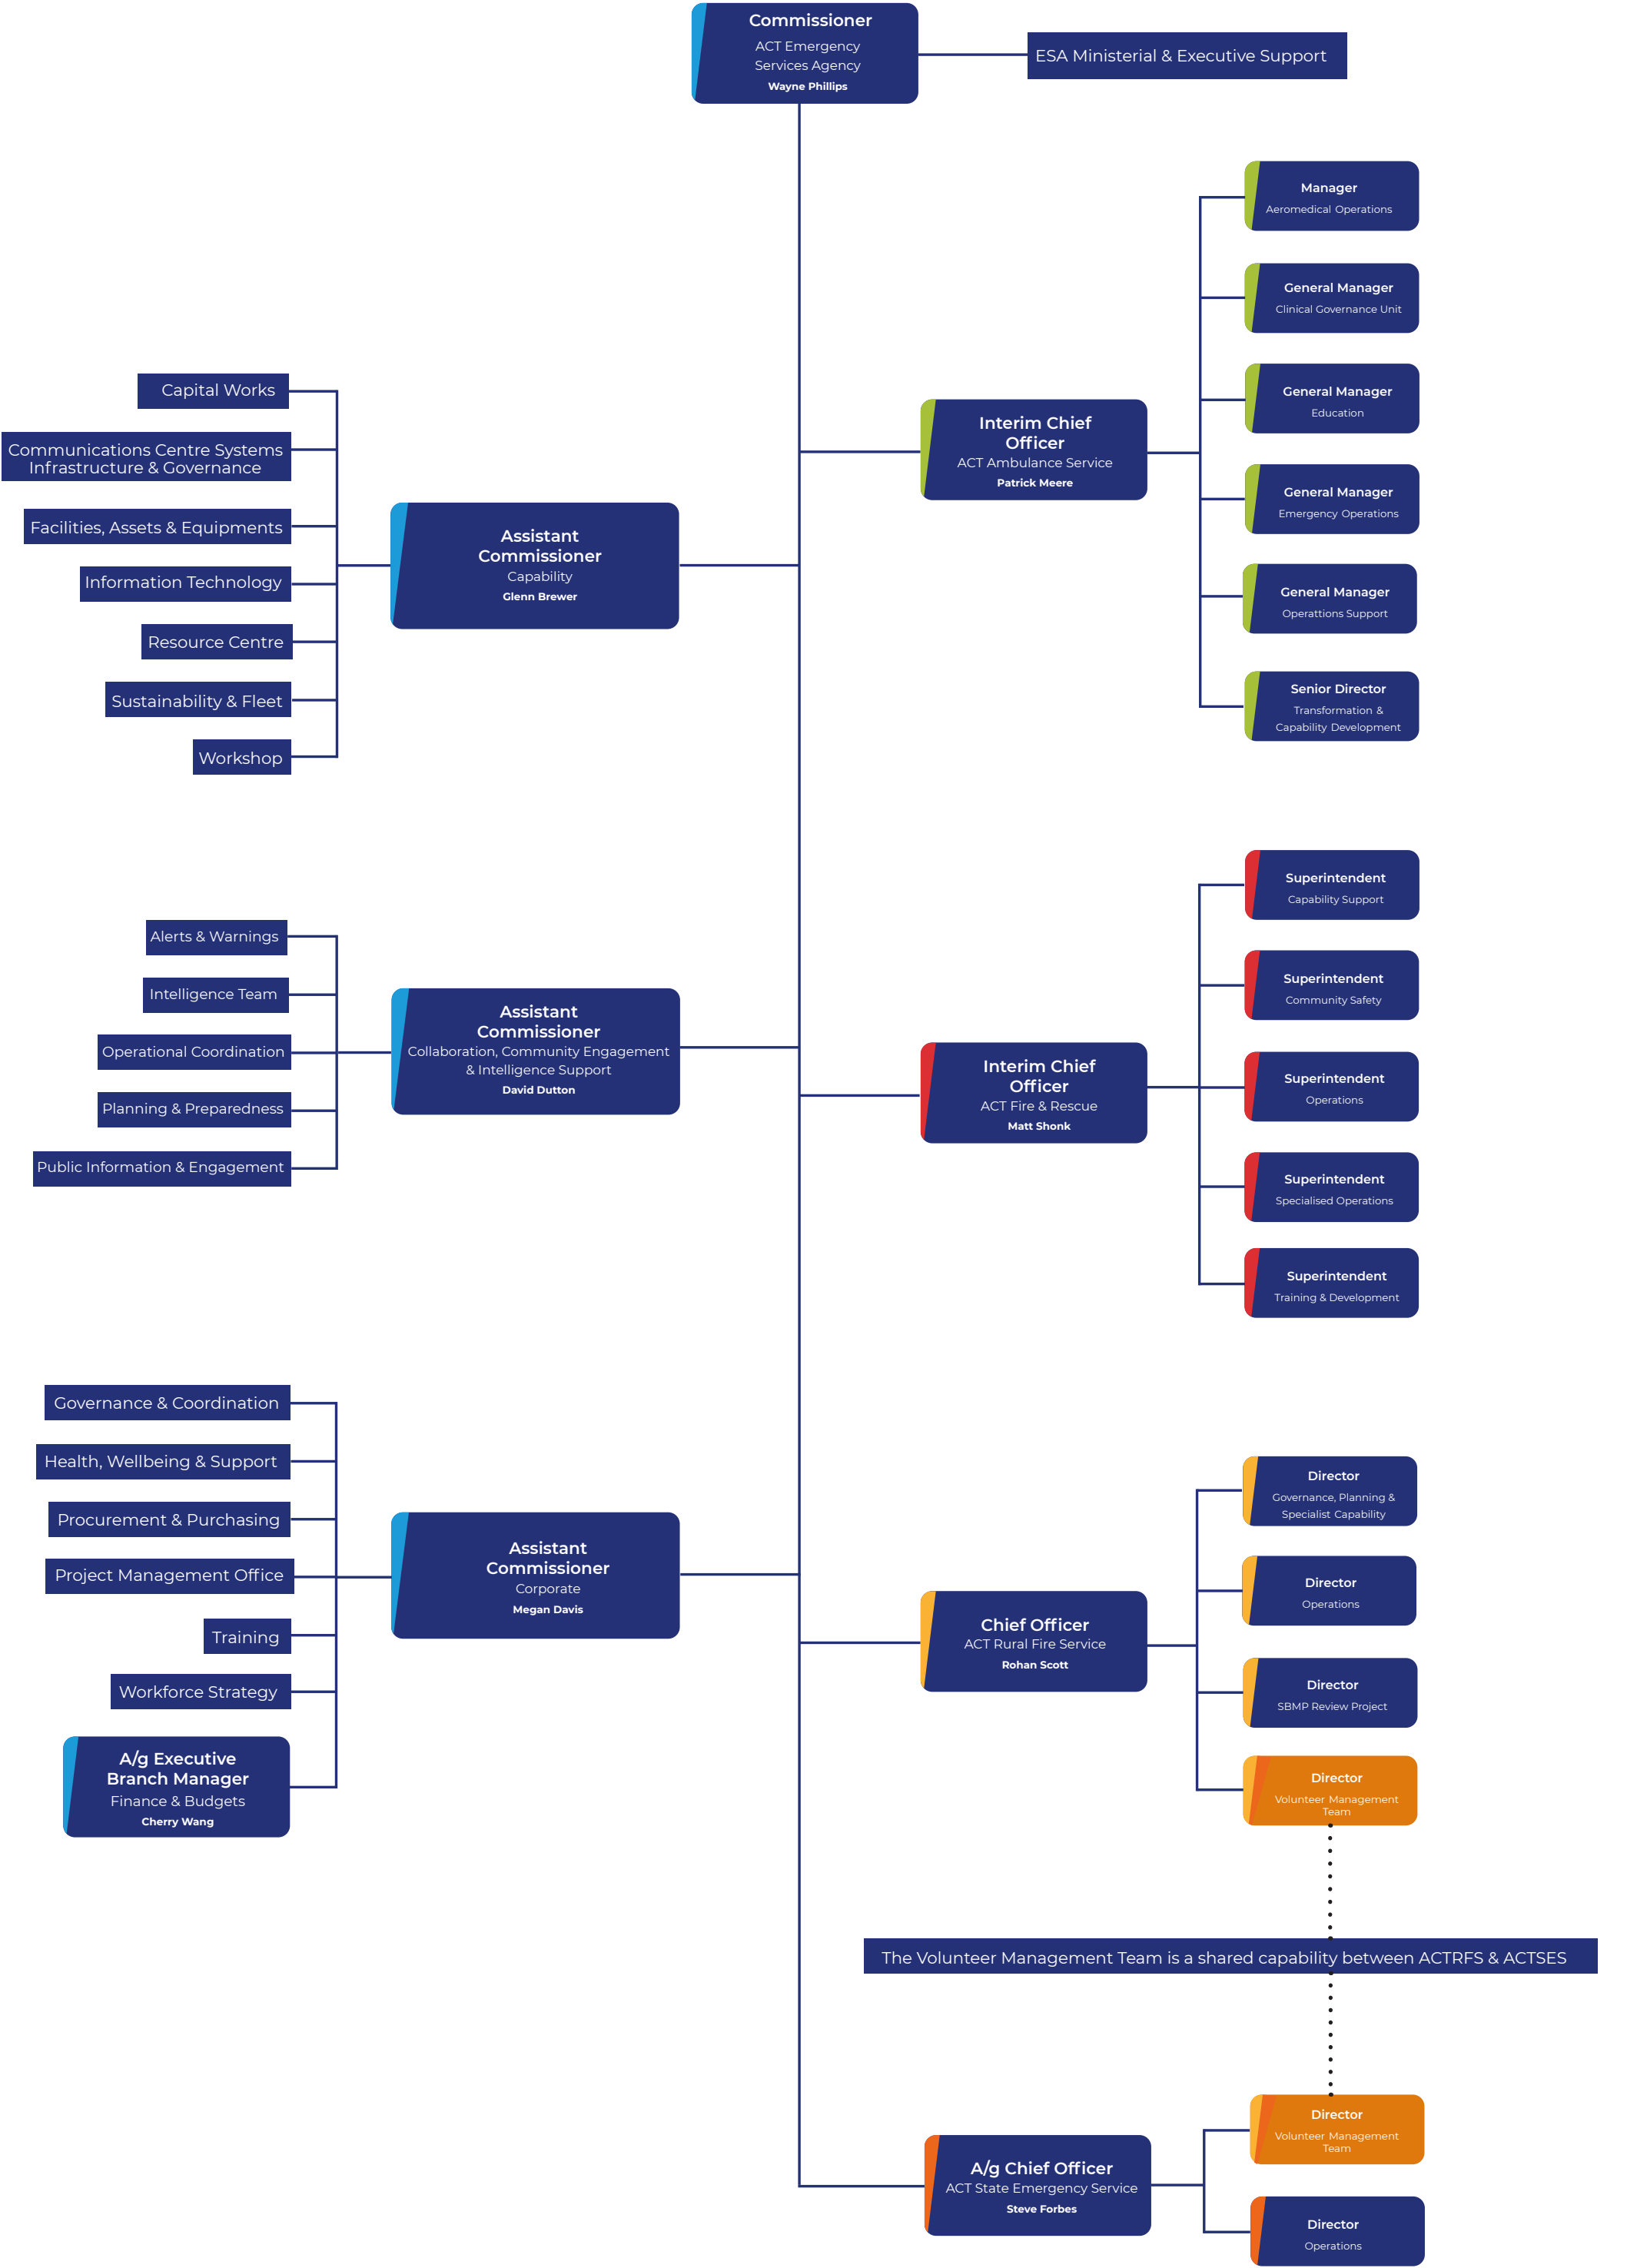 Commissioner
ACT Emergency
Services Agency
Wayne Phillips
ESA Ministerial & Executive Support
Capital Works
Communications Centre Systems
Infrastructure & Governance
Facilities, Assets & Equipments
Information Technology
Resource Centre
Sustainability & Fleet
Workshop
Assistant
Commissioner
Capability
Glenn Brewer
Interim Chief
Officer
ACT Ambulance Service
Patrick Meere
Manager
Aeromedical Operations
General Manager
Clinical Governance Unit
General Manager
Education
General Manager
Emergency Operations
General Manager
Operattions Support
Senior Director
Transformation &
Capability Development
Alerts & Warnings
Intelligence Team
Operational Coordination
Planning & Preparedness
Public Information & Engagement
Assistant
Commissioner
Collaboration, Community Engagement
& Intelligence Support
David Dutton
Interim Chief
Officer
ACT Fire & Rescue
Matt Shonk
Superintendent
Capability Support
Superintendent
Community Safety
Superintendent
Operations
Superintendent
Specialised Operations
Superintendent
Training & Development
Governance & Coordination
Health, Wellbeing & Support
Procurement & Purchasing
Project Management Office
Training
Workforce Strategy
A/g Executive
Branch Manager
Finance & Budgets
Cherry Wang
Assistant
Commissioner
Corporate
Megan Davis
Chief Officer
ACT Rural Fire Service
Rohan Scott
Director
Governance, Planning &
Specialist Capability
Director
Operations
Director
SBMP Review Project
Director
Volunteer Management
Team
The Volunteer Management Team is a shared capability between ACTRFS & ACTSES
A/g Chief Officer
ACT State Emergency Service
Steve Forbes
Director
Volunteer Management
Team
Director
Operations